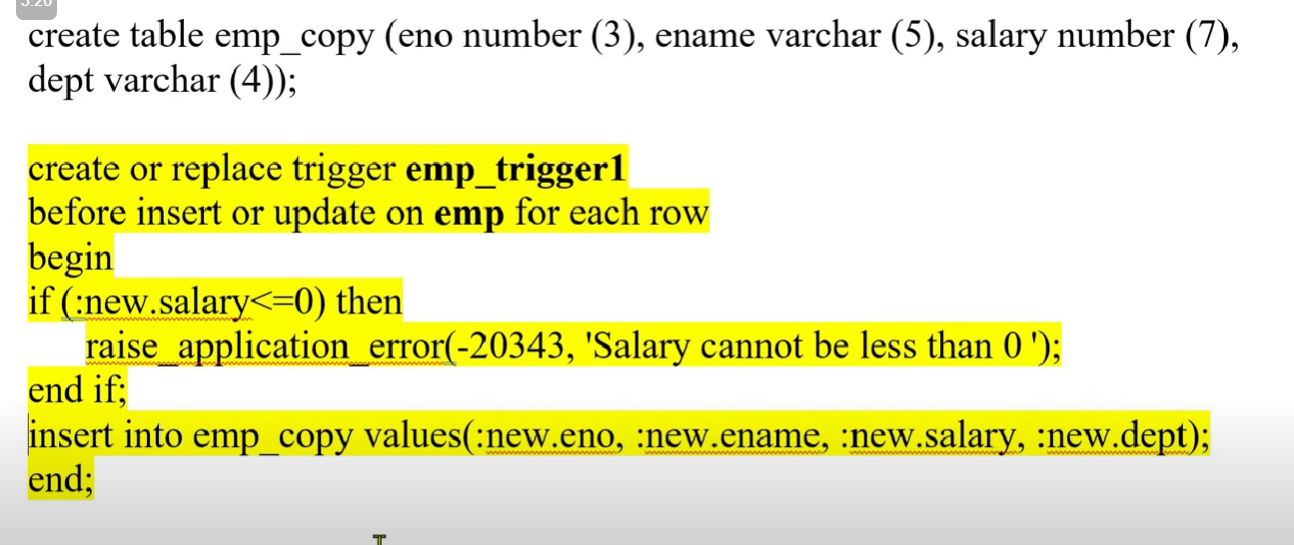 3:20
create table emp_copy (eno number (3), ename varchar (5), salary number (7),
dept varchar (4));
create or replace trigger emp_trigger1
before insert or update on emp for each row
begin
if (:new.salary<=0) then
raise_application_error(-20343, 'Salary cannot be less than 0 ');
end if;
insert into emp_copy values(:new.eno, :new.ename, :new.salary, :new.dept);
end;